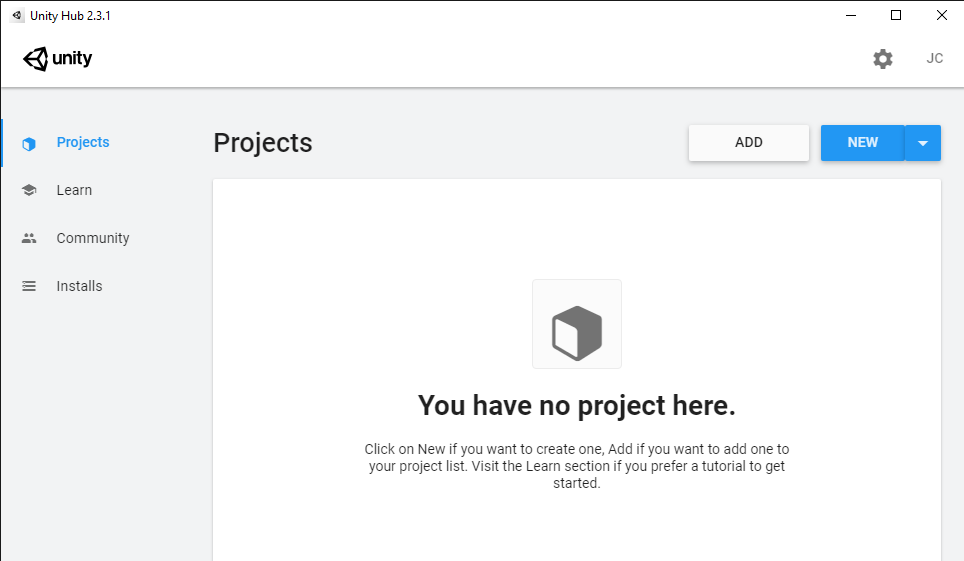 Unity Hub 2.3.1
unity
JC
Projects
Learn
Community
Installs
Projects
ADD
NEW
You have no project here.
Click on New if you want to create one, Add if you want to add one to
your project list. Visit the Learn section if you prefer a tutorial to get
started.